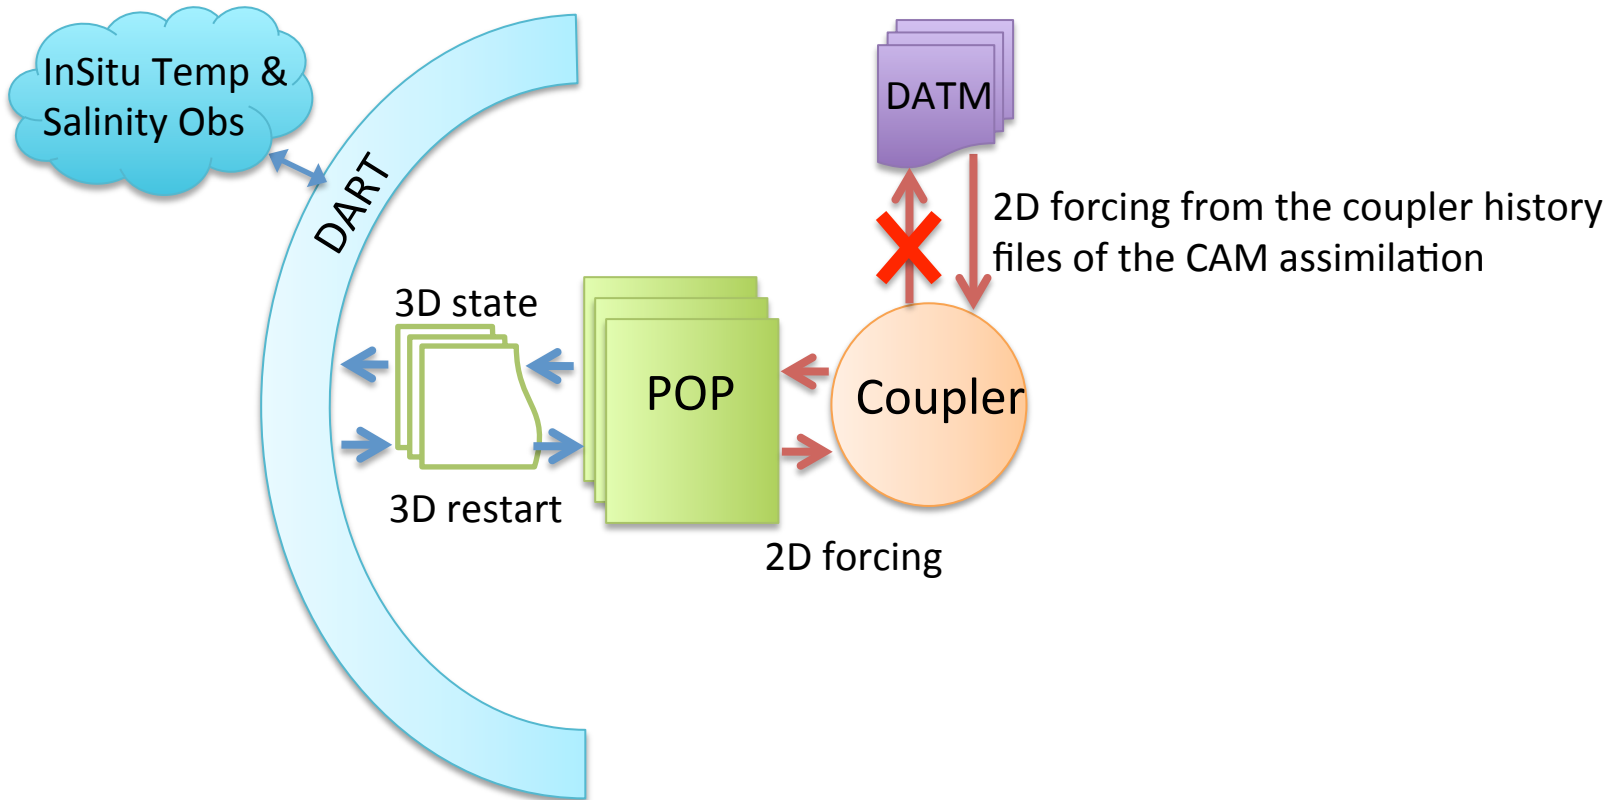 InSitu Temp &
Salinity Obs
DART
DATM
2D forcing from the coupler history
files of the CAM assimilation
3D state
POP
Coupler
3D restart
2D forcing